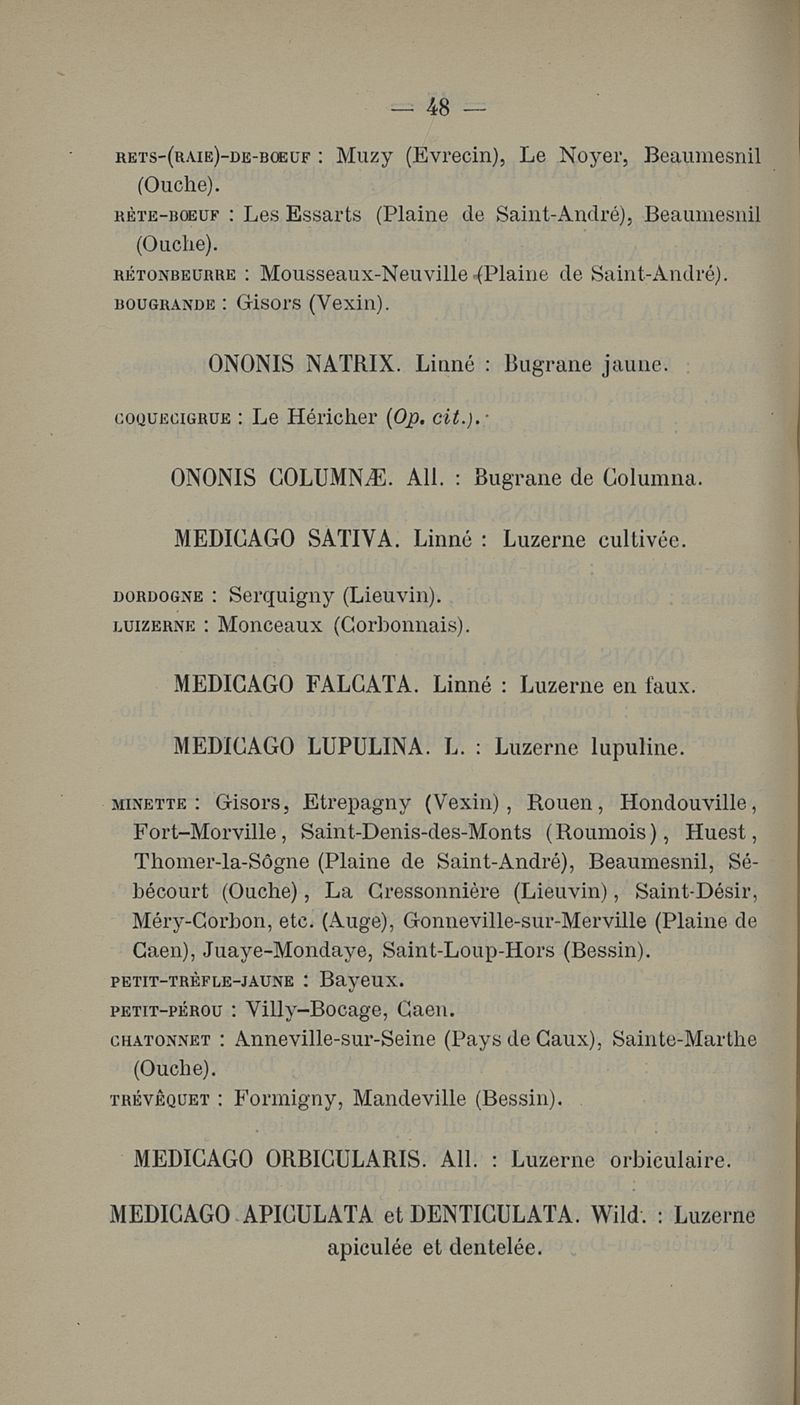 — 48 —
RETS-(RAIE)-DE-BŒUF : Muzy (Evrecin), Le Noyer, Beaumesnil
(Ouche).
RÈTE-BŒUF : Les Essarts (Plaine de Saint-André), Beaumesnil
(Ouche).
RÉTONBEURRE : Mousseaux-Neuville (Plaine de Saint-André).
BOUGRANDE : Gisors (Vexin).
ONONIS NATRIX. Linné : Bugrane jaune.
COQUECIGRUE : Le Héricher (Op. cit.).
ONONIS COLUMNÆ. All. : Bugrane de Columna.
MEDICAGO SATIVA. Linné : Luzerne cultivée.
DORDOGNE : Serquigny (Lieuvin).
LUIZERNE : Monceaux (Corbonnais).
MEDICAGO FALCATA. Linné : Luzerne en faux.
MEDICAGO LUPULINA. L. : Luzerne lupuline.
MINETTE : Gisors, Etrepagny (Vexin), Rouen, Hondouville,
Fort-Morville, Saint-Denis-des-Monts (Roumois), Huest,
Thomer-la-Sôgne (Plaine de Saint-André), Beaumesnil, Sé-
bécourt (Ouche), La Cressonnière (Lieuvin), Saint-Désir,
Méry-Corbon, etc. (Auge), Gonneville-sur-Merville (Plaine de
Caen), Juaye-Mondaye, Saint-Loup-Hors (Bessin).
PETIT-TRÈFLE-JAUNE : Bayeux.
PETIT-PÉROU : Villy-Bocage, Caen.
CHATONNET : Anneville-sur-Seine (Pays de Caux), Sainte-Marthe
(Ouche).
TRÉVÊQUET : Formigny, Mandeville (Bessin).
MEDICAGO ORBICULARIS. All. : Luzerne orbiculaire.
MEDICAGO APICULATA et DENTICULATA. Wild. : Luzerne
apiculée et dentelée.